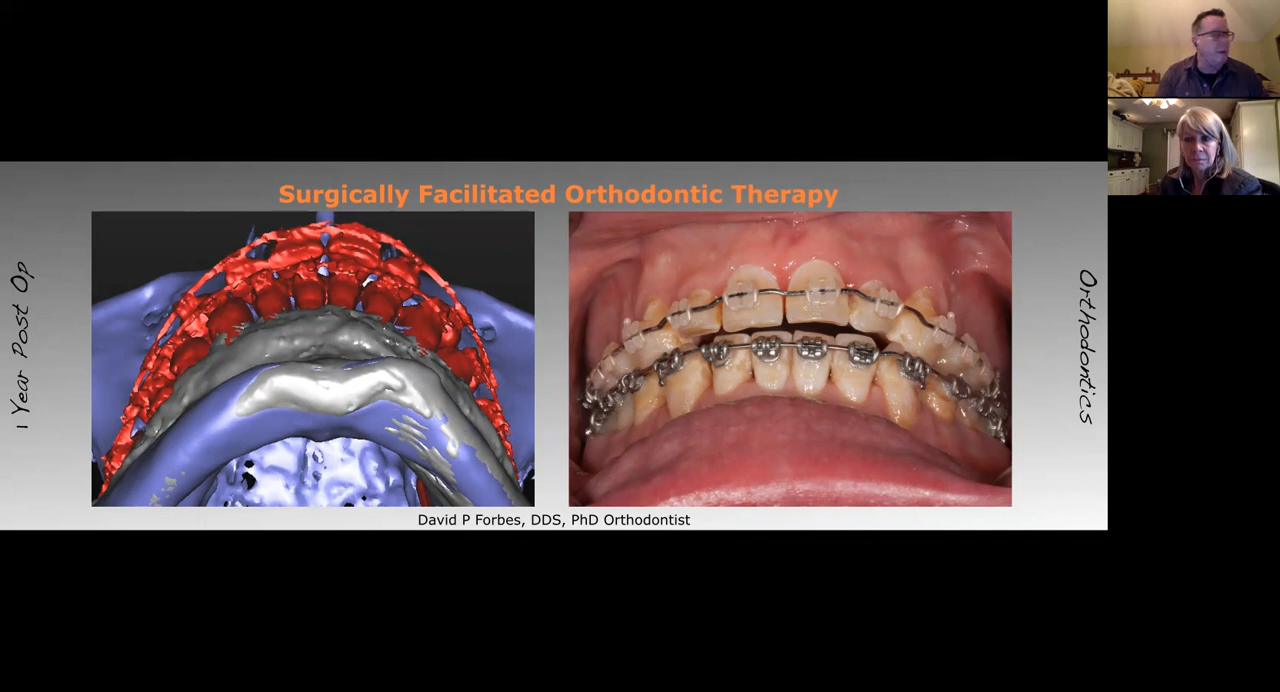 Surgically Facilitated Orthodontic Therapy
1 Year Post Op
Orthodontics
David P Forbes, DDS, PhD Orthodontist